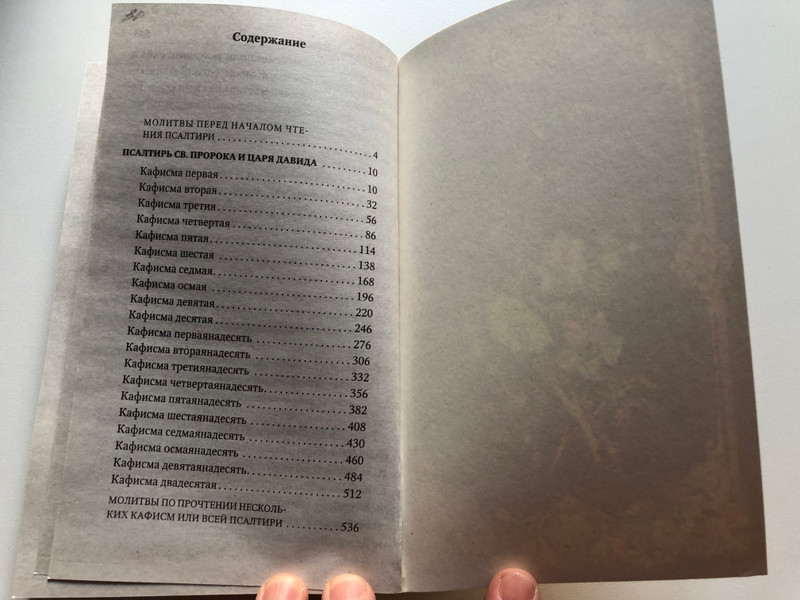 Содержание
МОЛИТВЫ ПЕРЕД НАЧАЛОМ ЧТЕ-
НИЯ ПСАЛТИРИ . . . . . . . . . . . . . . . . . . . . . . . . 4
ПСАЛТИРЬ СВ. ПРОРОКА И ЦАРЯ ДАВИДА . . . . . . . . 10
Кафисма первая . . . . . . . . . . . . . . . . . . . . . . . 10
Кафисма вторая . . . . . . . . . . . . . . . . . . . . . . . 32
Кафисма третия . . . . . . . . . . . . . . . . . . . . . . . 56
Кафисма четвертая . . . . . . . . . . . . . . . . . . . . . 86
Кафисма пятая . . . . . . . . . . . . . . . . . . . . . . . 114
Кафисма шестая . . . . . . . . . . . . . . . . . . . . . . 138
Кафисма седмая . . . . . . . . . . . . . . . . . . . . . . 168
Кафисма осмая . . . . . . . . . . . . . . . . . . . . . . . 196
Кафисма девятая . . . . . . . . . . . . . . . . . . . . . . 220
Кафисма десятая . . . . . . . . . . . . . . . . . . . . . . 246
Кафисма перваянадесять . . . . . . . . . . . . . . . . 276
Кафисма втораянадесять . . . . . . . . . . . . . . . . 306
Кафисма третиянадесять . . . . . . . . . . . . . . . . 332
Кафисма четвертаянадесять . . . . . . . . . . . . . . 356
Кафисма пятаянадесять . . . . . . . . . . . . . . . . . 382
Кафисма шестаянадесять . . . . . . . . . . . . . . . . 408
Кафисма седмаянадесять . . . . . . . . . . . . . . . . 430
Кафисма осмаянадесять . . . . . . . . . . . . . . . . . 460
Кафисма девятаянадесять . . . . . . . . . . . . . . . . 484
Кафисма двадесятая . . . . . . . . . . . . . . . . . . . . 512
МОЛИТВЫ ПО ПРОЧТЕНИИ НЕСКОЛЬ-
КИХ КАФИСМ ИЛИ ВСЕЙ ПСАЛТИРИ . . . . . . . . . . 536